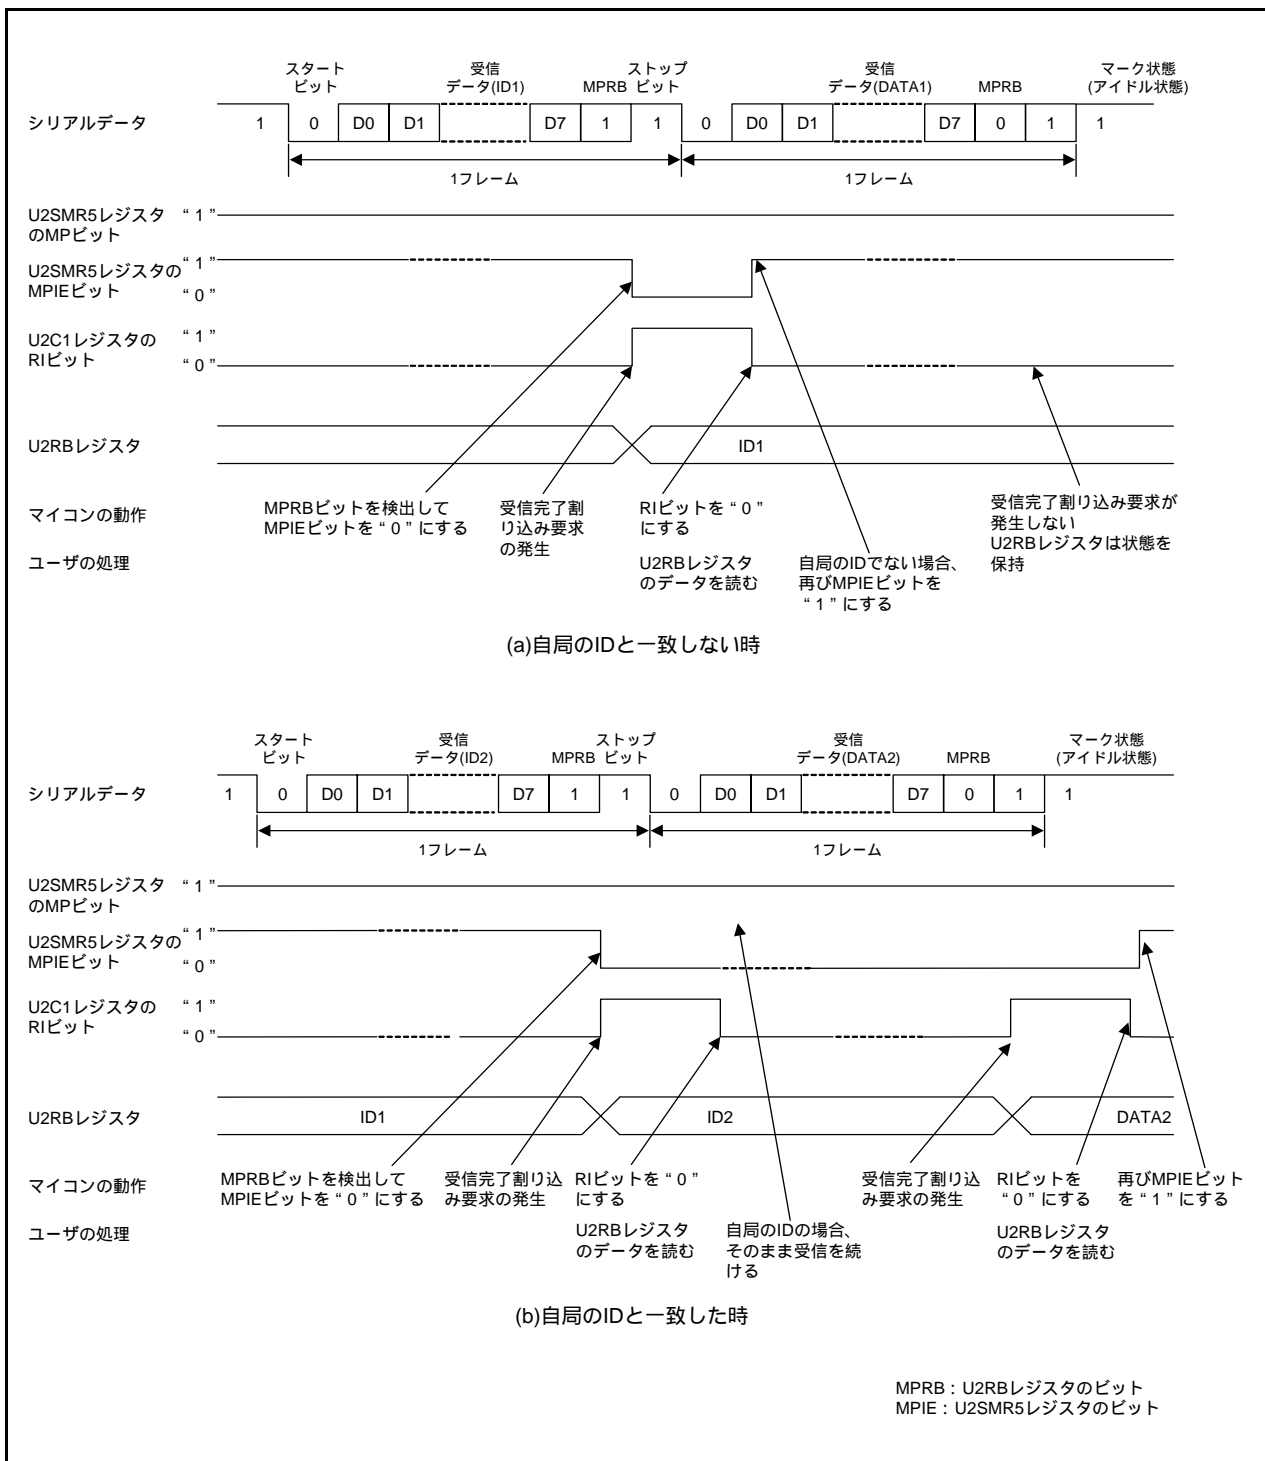 スタート
ビット
受信
データ(ID1)
MPRB
ストップ
ビット
受信
データ(DATA1)
MPRB
マーク状態
(アイドル状態)
シリアルデータ
1 0 D0 D1 D7 1 1 0 D0 D1 D7 0 1 1
1フレーム 1フレーム
U2SMR5レジスタ “1”
のMPビット
U2SMR5レジスタの “1”
MPIEビット “0”
U2C1レジスタの “1”
RIビット “0”
U2RBレジスタ ID1
マイコンの動作
MPRBビットを検出して
MPIEビットを“0”にする
受信完了割
り込み要求
の発生
RIビットを“0”
にする
受信完了割り込み要求が
発生しない
U2RBレジスタは状態を
保持
ユーザの処理
U2RBレジスタ
のデータを読む
自局のIDでない場合、
再びMPIEビットを
“1”にする
(a)自局のIDと一致しない時
スタート
ビット
受信
データ(ID2)
MPRB
ストップ
ビット
受信
データ(DATA2)
MPRB
マーク状態
(アイドル状態)
シリアルデータ
1 0 D0 D1 D7 1 1 0 D0 D1 D7 0 1 1
1フレーム 1フレーム
U2SMR5レジスタ “1”
のMPビット
U2SMR5レジスタの “1”
MPIEビット “0”
U2C1レジスタの “1”
RIビット “0”
U2RBレジスタ ID1 ID2 DATA2
マイコンの動作
MPRBビットを検出して
MPIEビットを“0”にする
受信完了割り込
み要求の発生
RIビットを“0”
にする
受信完了割り込
み要求の発生
RIビットを
“0”にする
再びMPIEビット
を“1”にする
ユーザの処理
U2RBレジスタ
のデータを読む
自局のIDの場合、
そのまま受信を続
ける
U2RBレジスタ
のデータを読む
(b)自局のIDと一致した時
MPRB：U2RBレジスタのビット
MPIE：U2SMR5レジスタのビット